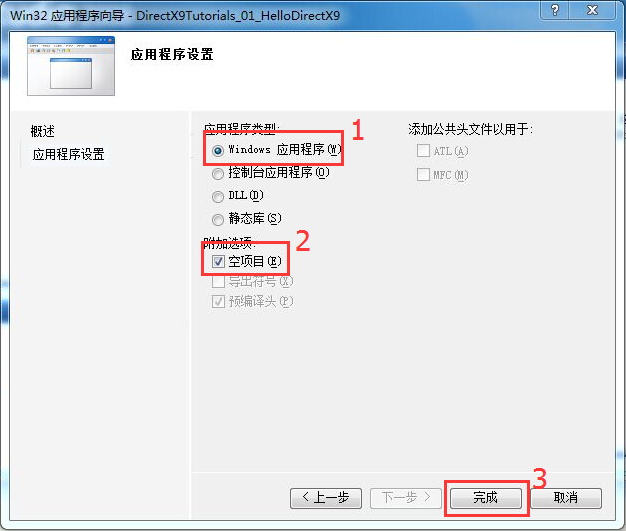 Win32 应用程序向导 - DirectX9Tutorials_01_HelloDirectX9
应用程序设置
概述
应用程序设置
应用程序类型:
1
Windows 应用程序(W)
控制台应用程序(O)
DLL(D)
静态库(S)
附加选项:
2
空项目(E)
导出符号(X)
预编译头(P)
添加公共头文件以用于:
ATL(A)
MFC(M)
3
< 上一步
下一步 >
完成
取消